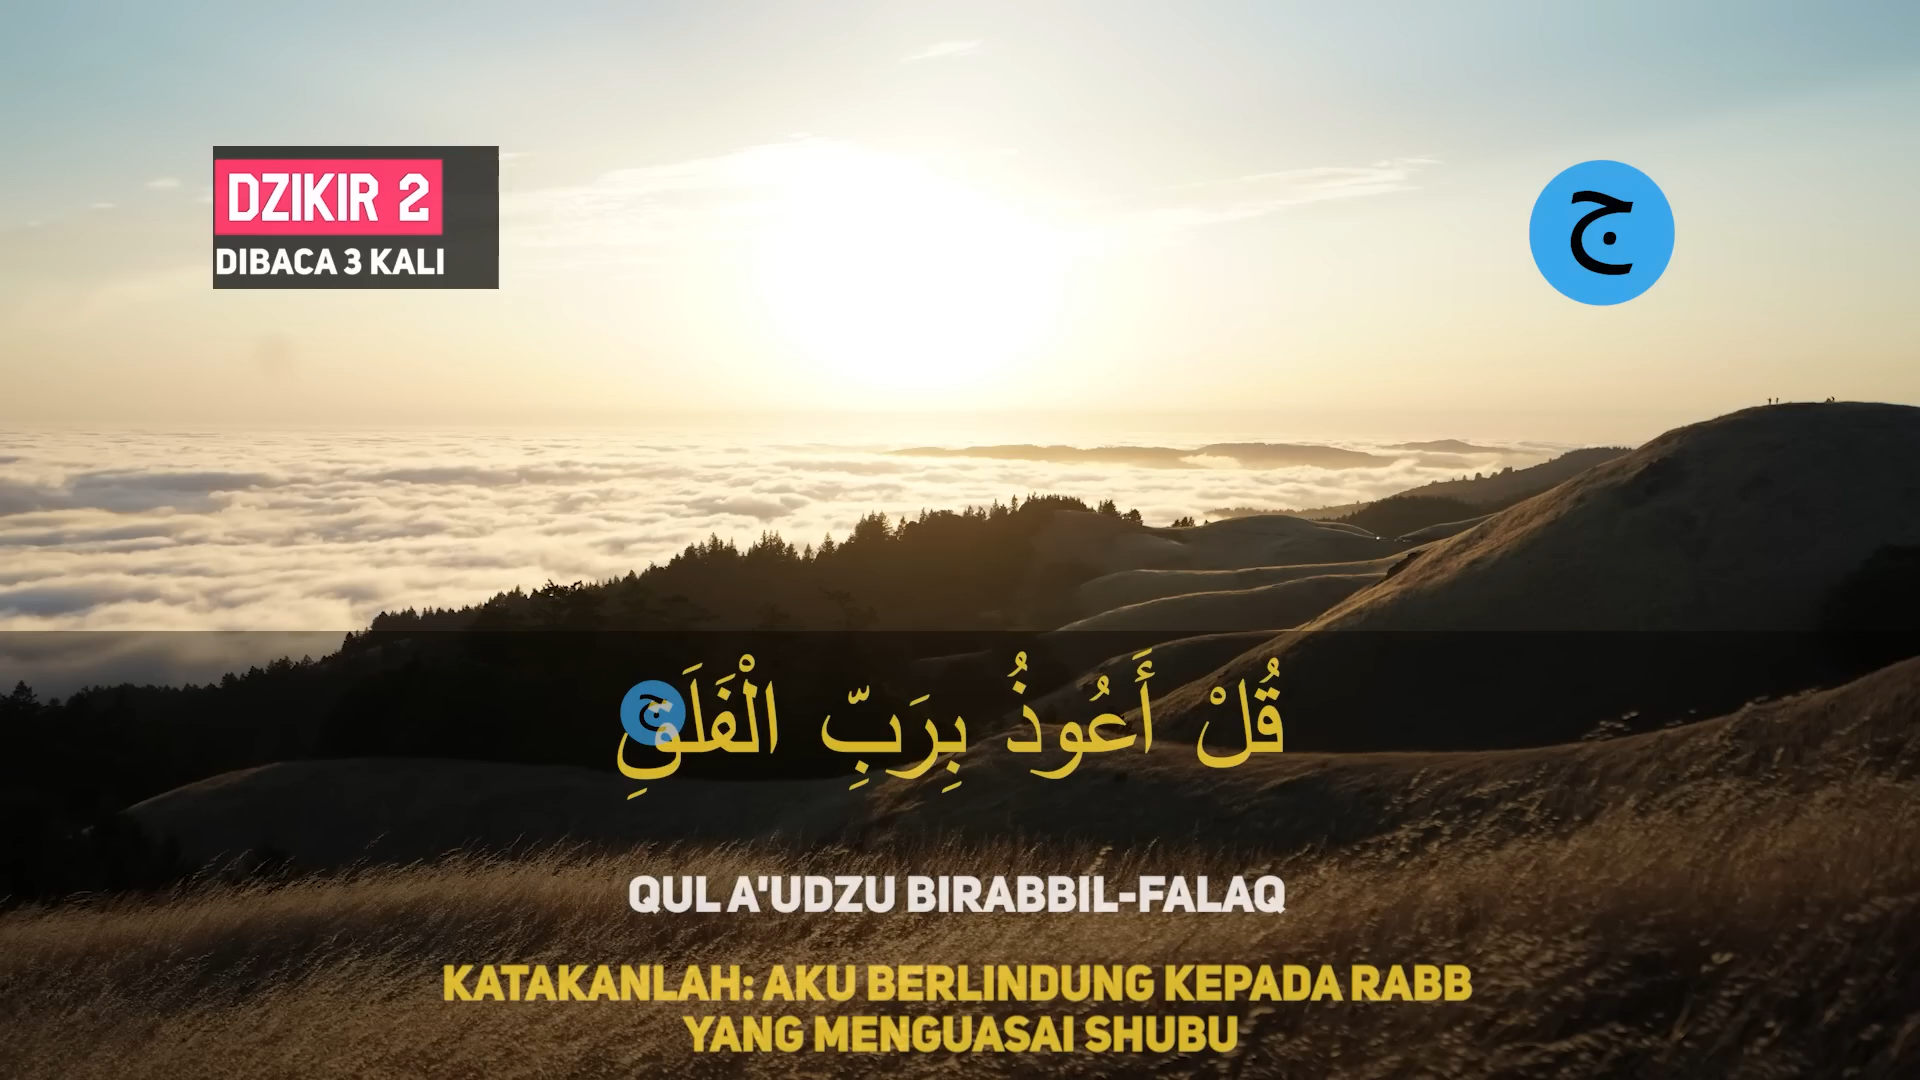 DZIKIR 2
DIBACA 3 KALI
ج
قُلْ أَعُوذُ بِرَبِّ الْفَلَقِ
ج
QUL A'UDZU BIRABBIL-FALAQ
KATAKANLAH: AKU BERLINDUNG KEPADA RABB
YANG MENGUASAI SHUBU